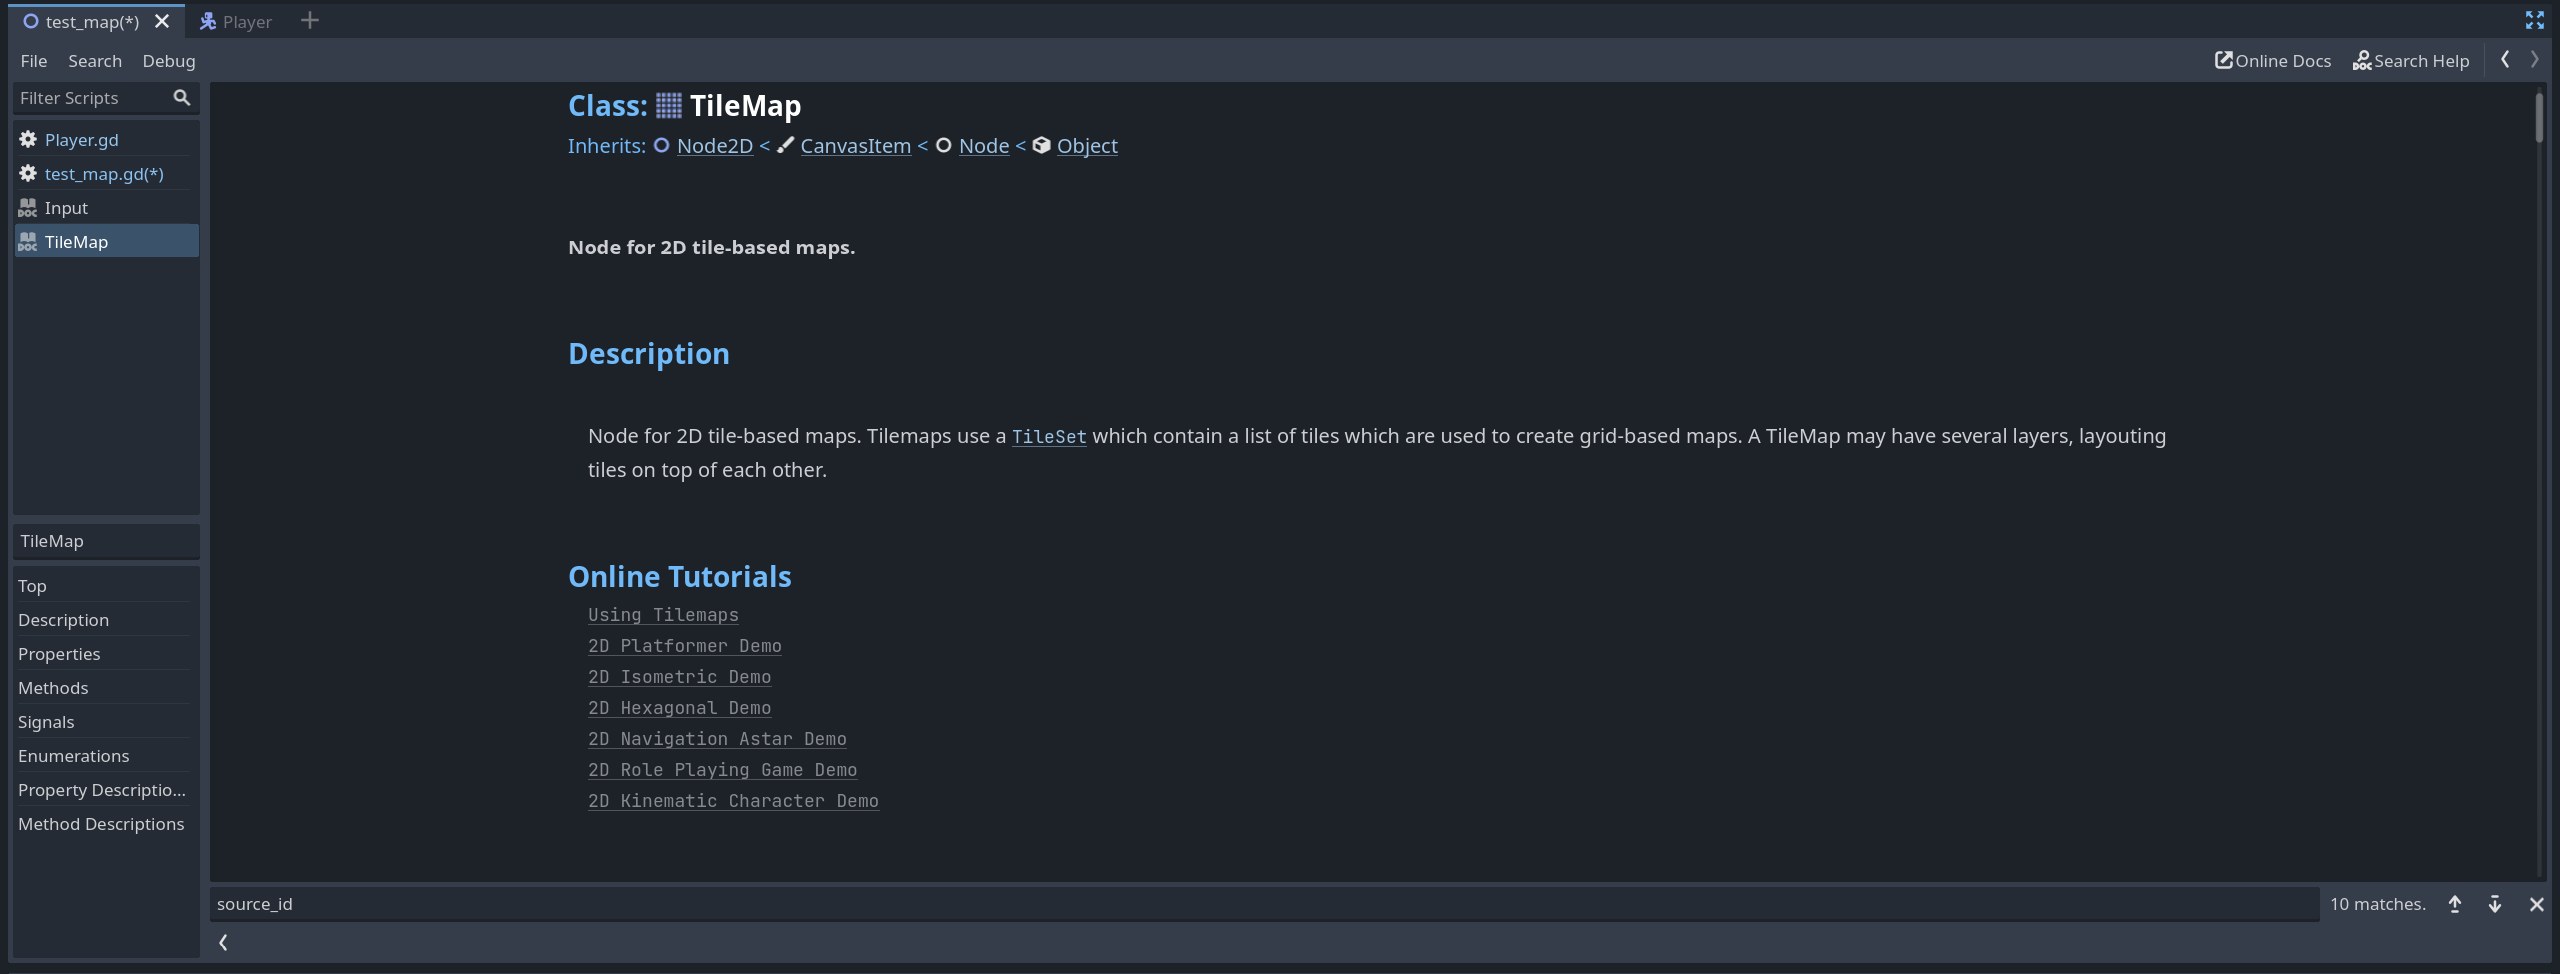 test_map(*) Player
File Search Debug Online Docs Search Help
Filter Scripts
Player.gd
test_map.gd(*)
DOC Input
DOC TileMap
TileMap
Top
Description
Properties
Methods
Signals
Enumerations
Property Descriptio...
Method Descriptions
Class: TileMap
Inherits: Node2D < CanvasItem < Node < Object
Node for 2D tile-based maps.
Description
Node for 2D tile-based maps. Tilemaps use a TileSet which contain a list of tiles which are used to create grid-based maps. A TileMap may have several layers, layouting
tiles on top of each other.
Online Tutorials
Using Tilemaps
2D Platformer Demo
2D Isometric Demo
2D Hexagonal Demo
2D Navigation Astar Demo
2D Role Playing Game Demo
2D Kinematic Character Demo
source_id 10 matches.